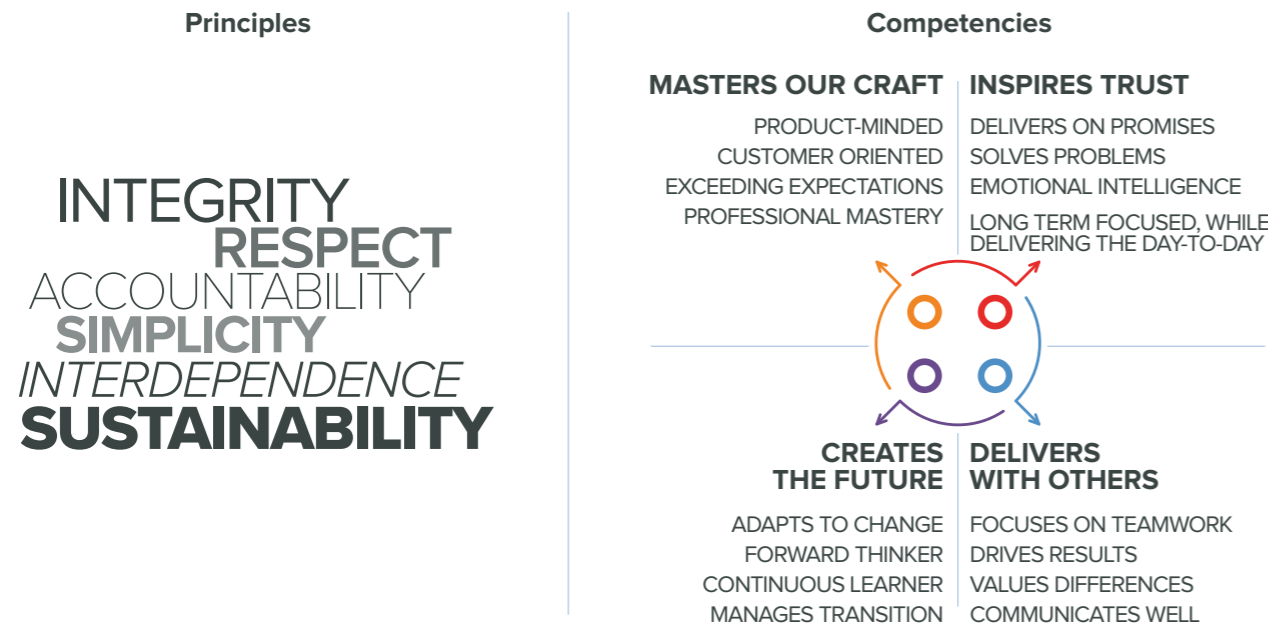 Principles
INTEGRITY
RESPECT
ACCOUNTABILITY
SIMPLICITY
INTERDEPENDENCE
SUSTAINABILITY
Competencies
MASTERS OUR CRAFT
PRODUCT-MINDED
CUSTOMER ORIENTED
EXCEEDING EXPECTATIONS
PROFESSIONAL MASTERY
INSPIRES TRUST
DELIVERS ON PROMISES
SOLVES PROBLEMS
EMOTIONAL INTELLIGENCE
LONG TERM FOCUSED, WHILE
DELIVERING THE DAY-TO-DAY
CREATES
THE FUTURE
ADAPTS TO CHANGE
FORWARD THINKER
CONTINUOUS LEARNER
MANAGES TRANSITION
DELIVERS
WITH OTHERS
FOCUSES ON TEAMWORK
DRIVES RESULTS
VALUES DIFFERENCES
COMMUNICATES WELL